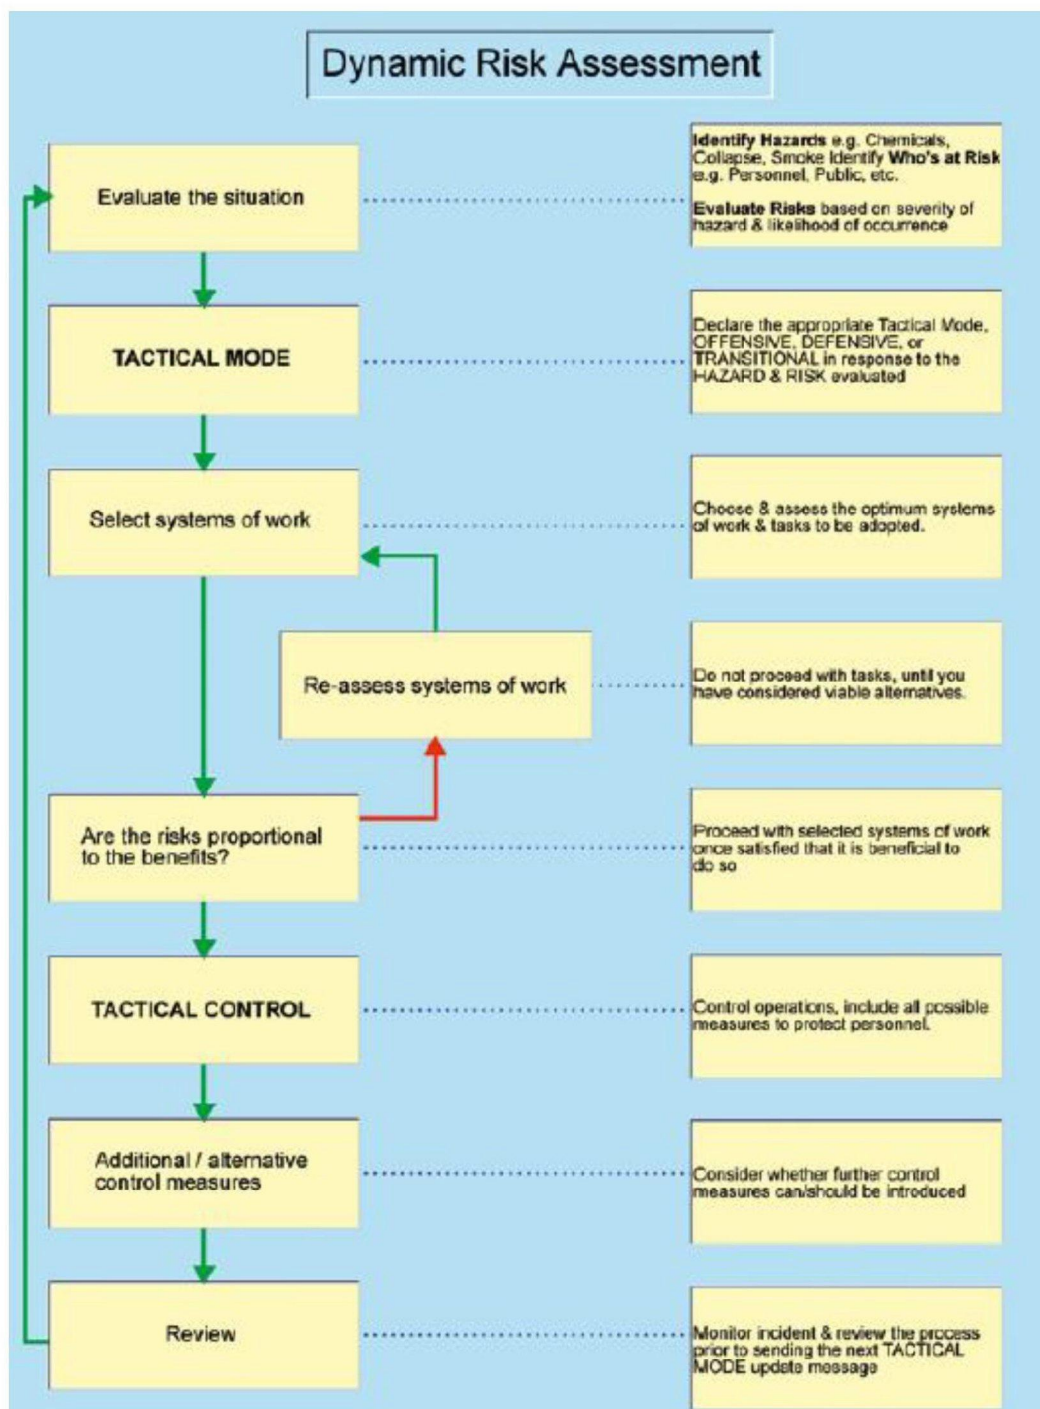 Dynamic Risk Assessment
Evaluate the situation
Identify Hazards e.g. Chemicals,
Collapse, Smoke Identify Who's at Risk
e.g. Personnel, Public, etc.
Evaluate Risks based on severity of
hazard & likelihood of occurrence
TACTICAL MODE
Declare the appropriate Tactical Mode,
OFFENSIVE, DEFENSIVE, or
TRANSITIONAL in response to the
HAZARD & RISK evaluated
Select systems of work
Choose & assess the optimum systems
of work & tasks to be adopted.
Re-assess systems of work
Do not proceed with tasks, until you
have considered viable alternatives.
Are the risks proportional
to the benefits?
Proceed with selected systems of work
once satisfied that it is beneficial to
do so
TACTICAL CONTROL
Control operations, include all possible
measures to protect personnel.
Additional / alternative
control measures
Consider whether further control
measures can/should be introduced
Review
Monitor incident & review the process
prior to sending the next TACTICAL
MODE update message